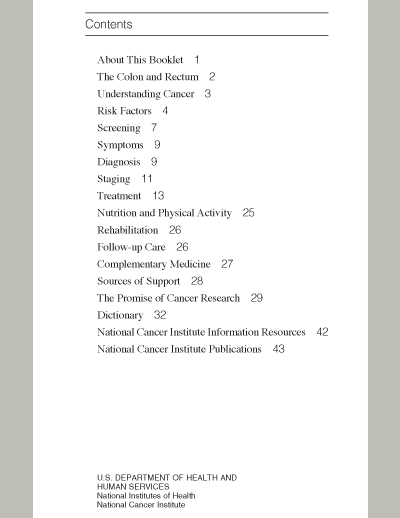 Contents
About This Booklet 1
The Colon and Rectum 2
Understanding Cancer 3
Risk Factors 4
Screening 7
Symptoms 9
Diagnosis 9
Staging 11
Treatment 13
Nutrition and Physical Activity 25
Rehabilitation 26
Follow-up Care 26
Complementary Medicine 27
Sources of Support 28
The Promise of Cancer Research 29
Dictionary 32
National Cancer Institute Information Resources 42
National Cancer Institute Publications 43
U.S. DEPARTMENT OF HEALTH AND
HUMAN SERVICES
National Institutes of Health
National Cancer Institute